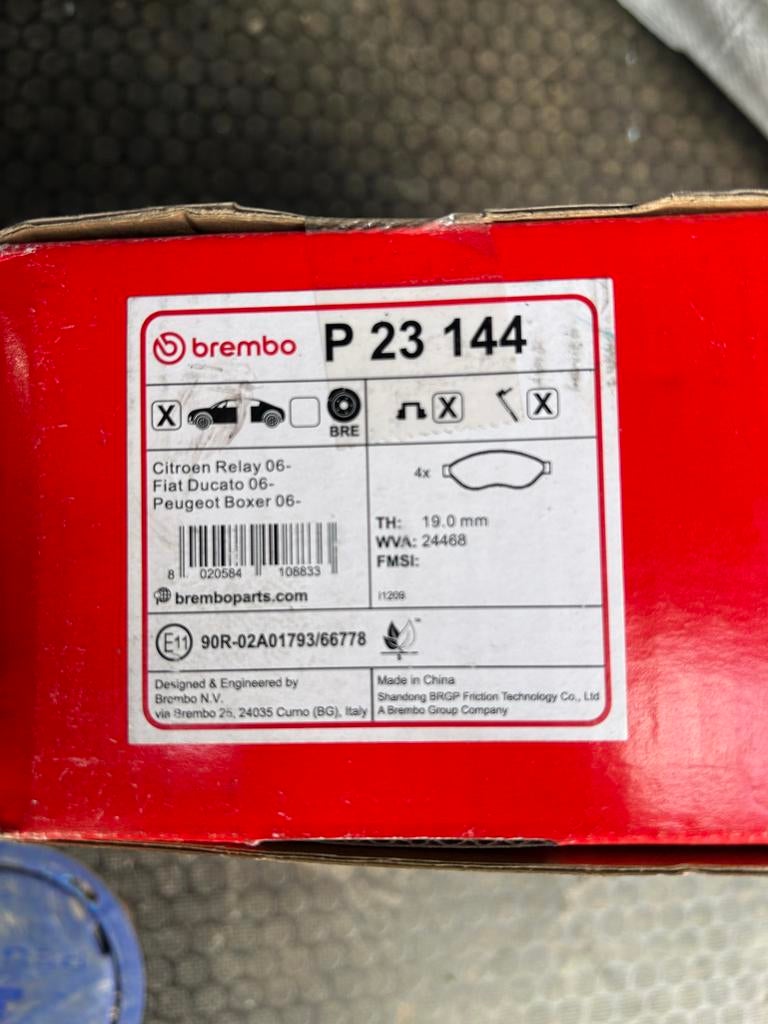 brembo P 23 144
X X X
BRE
Citroen Relay 06-
Fiat Ducato 06-
Peugeot Boxer 06-
4x
TH: 19.0 mm
WVA: 24468
FMSI:
8 020584 108833
bremboparts.com
E11 90R-02A01793/66778
Designed & Engineered by
Brembo N.V.
via Brembo 25, 24035 Curno (BG), Italy
Made in China
Shandong BRGP Friction Technology Co., Ltd
A Brembo Group Company